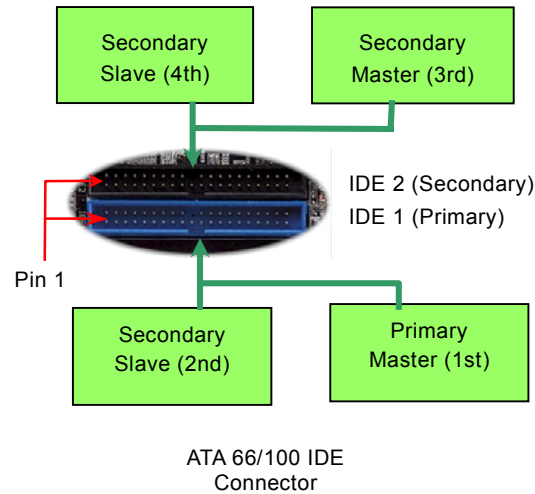 Secondary
Slave (4th)
Secondary
Master (3rd)
IDE 2 (Secondary)
IDE 1 (Primary)
Pin 1
Secondary
Slave (2nd)
Primary
Master (1st)
ATA 66/100 IDE
Connector